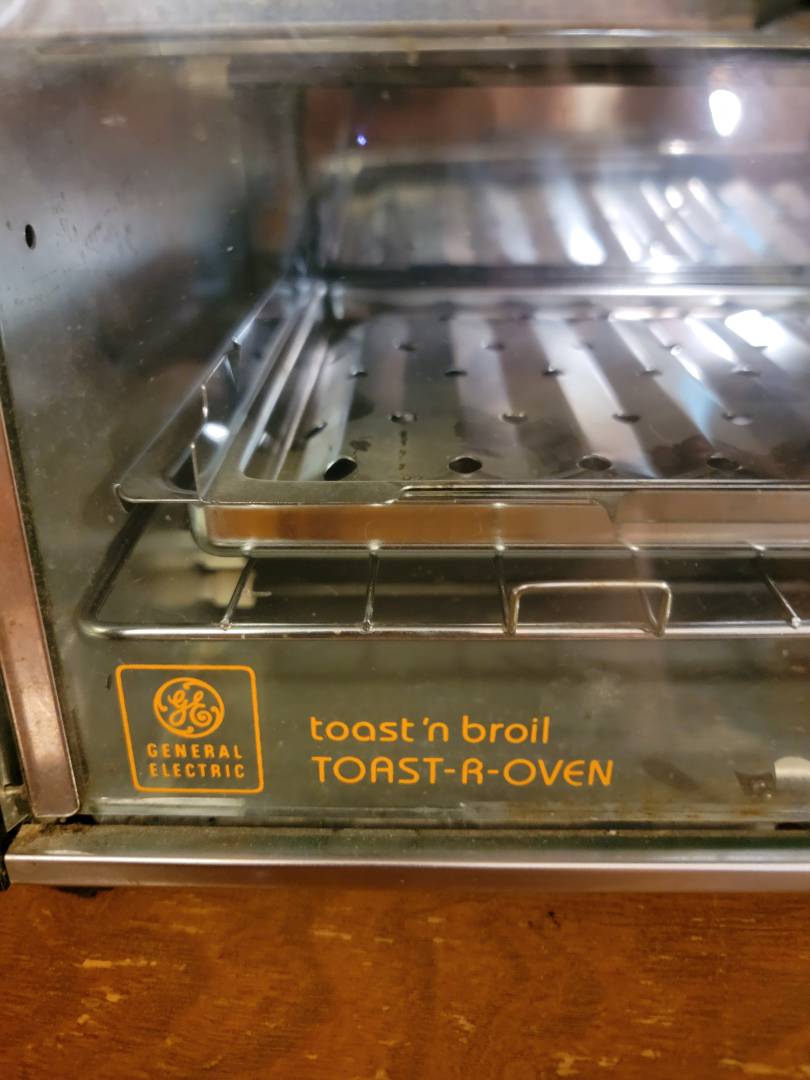 GE
GENERAL
ELECTRIC
toast 'n broil
TOAST-R-OVEN